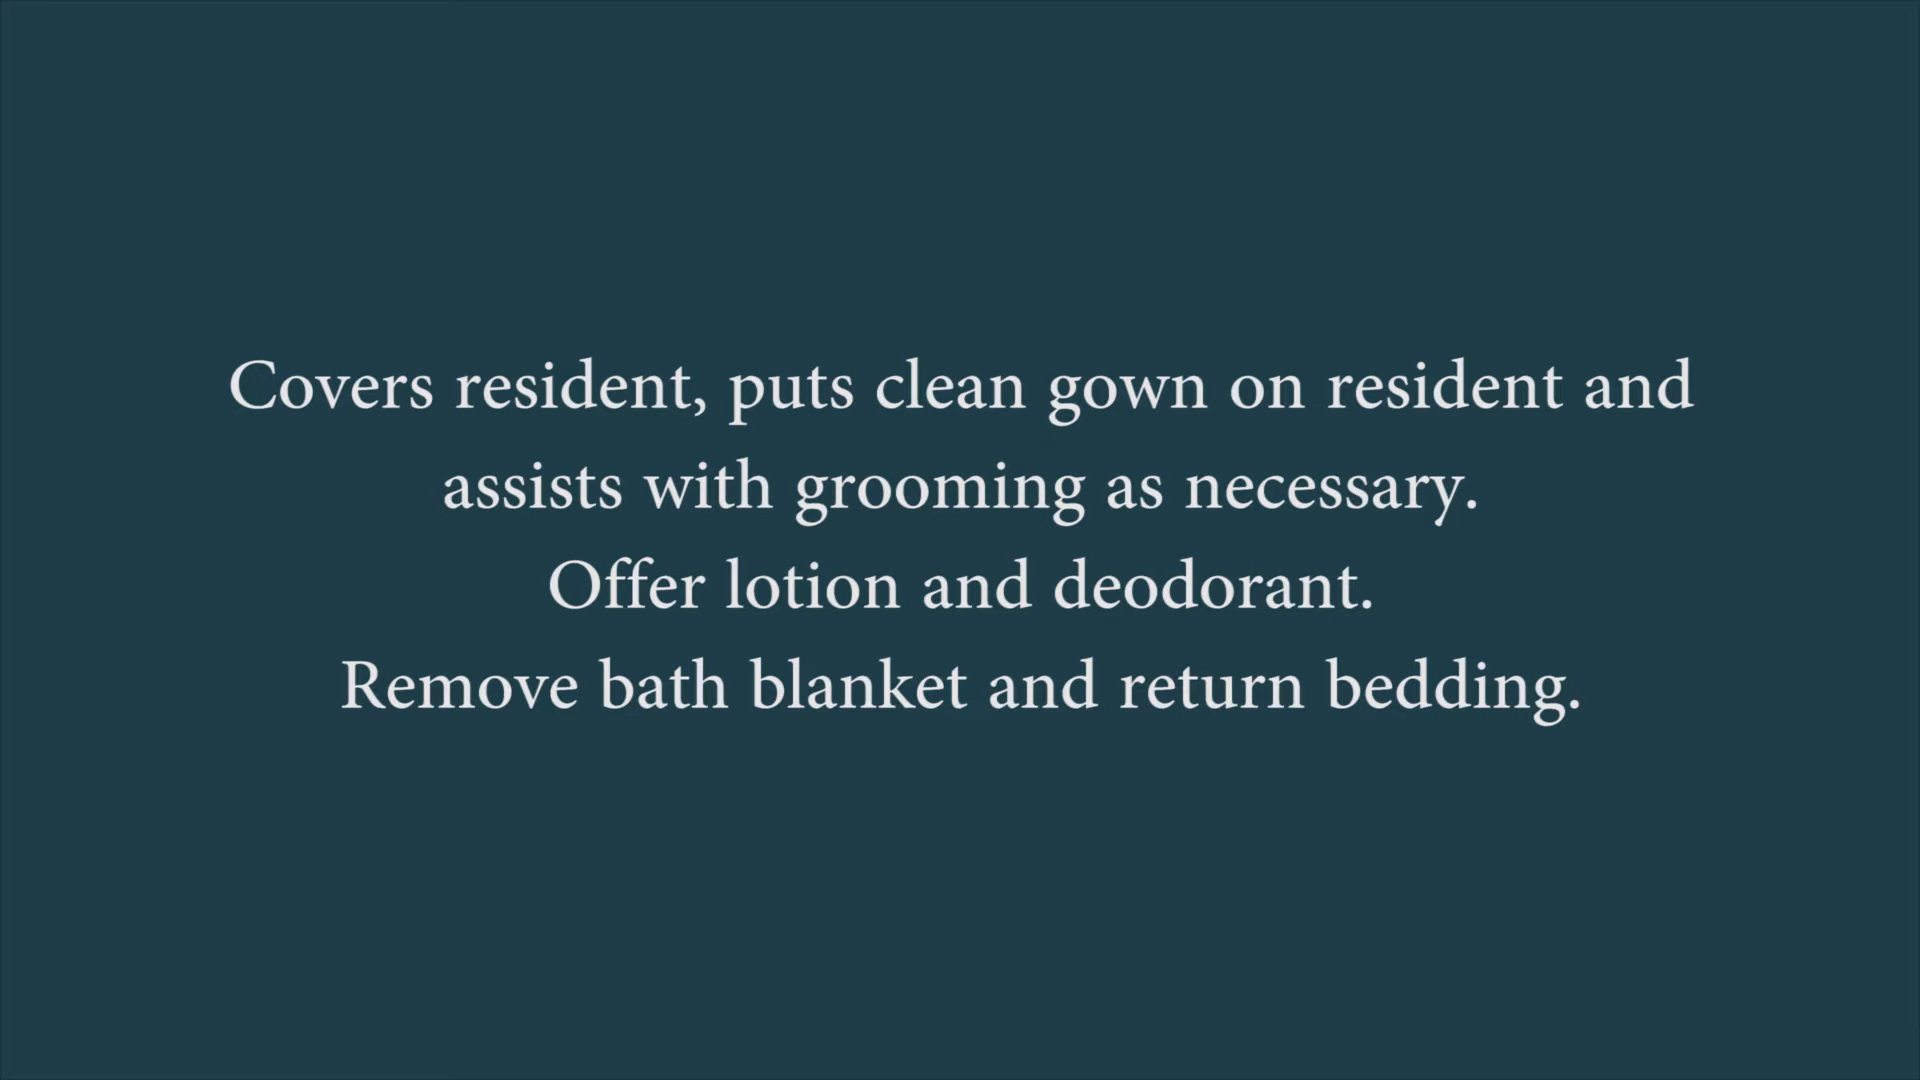 Covers resident, puts clean gown on resident and
assists with grooming as necessary.
Offer lotion and deodorant.
Remove bath blanket and return bedding.